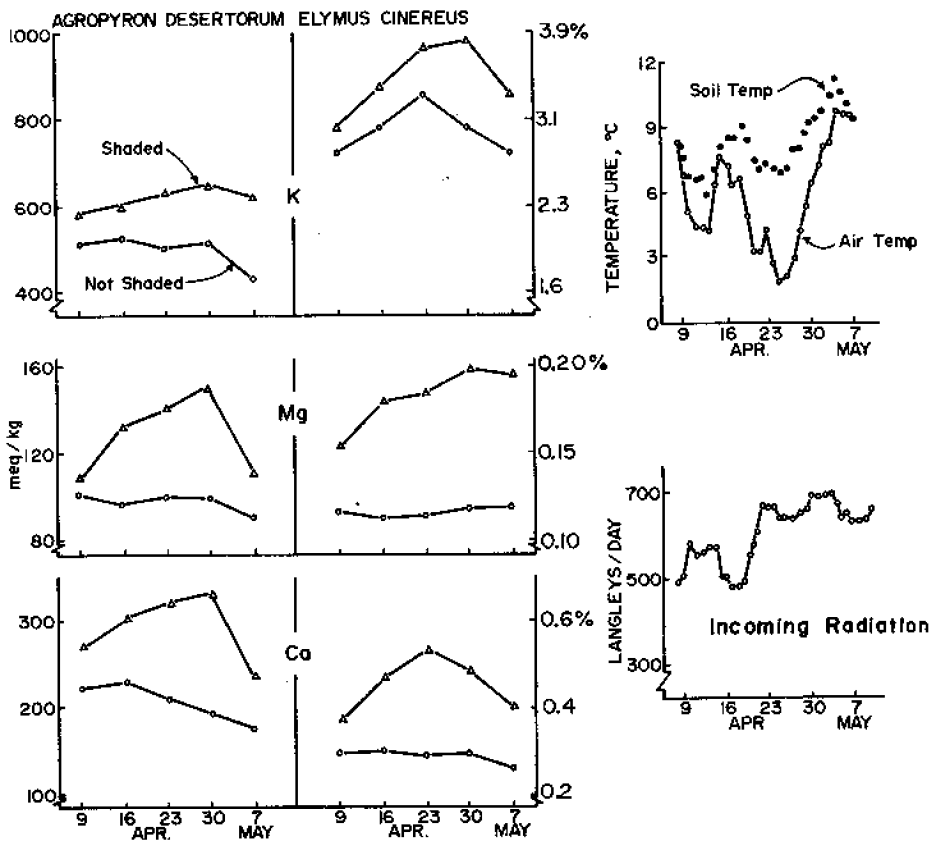 AGROPYRON DESERTORUM ELYMUS CINEREUS
1000
800
600
400
Shaded
Not Shaded
K
3.9%
3.1
2.3
1.6
160
120
80
meq/kg
Mg
0.20%
0.15
0.10
300
200
100
Ca
0.6%
0.4
0.2
9 16 23 30 7
APR. MAY
9 16 23 30 7
APR. MAY
12
9
6
3
0
TEMPERATURE, °C
Soil Temp
Air Temp
9 16 23 30 7
APR. MAY
700
500
300
LANGLEYS/DAY
Incoming Radiation
9 16 23 30 7
APR MAY